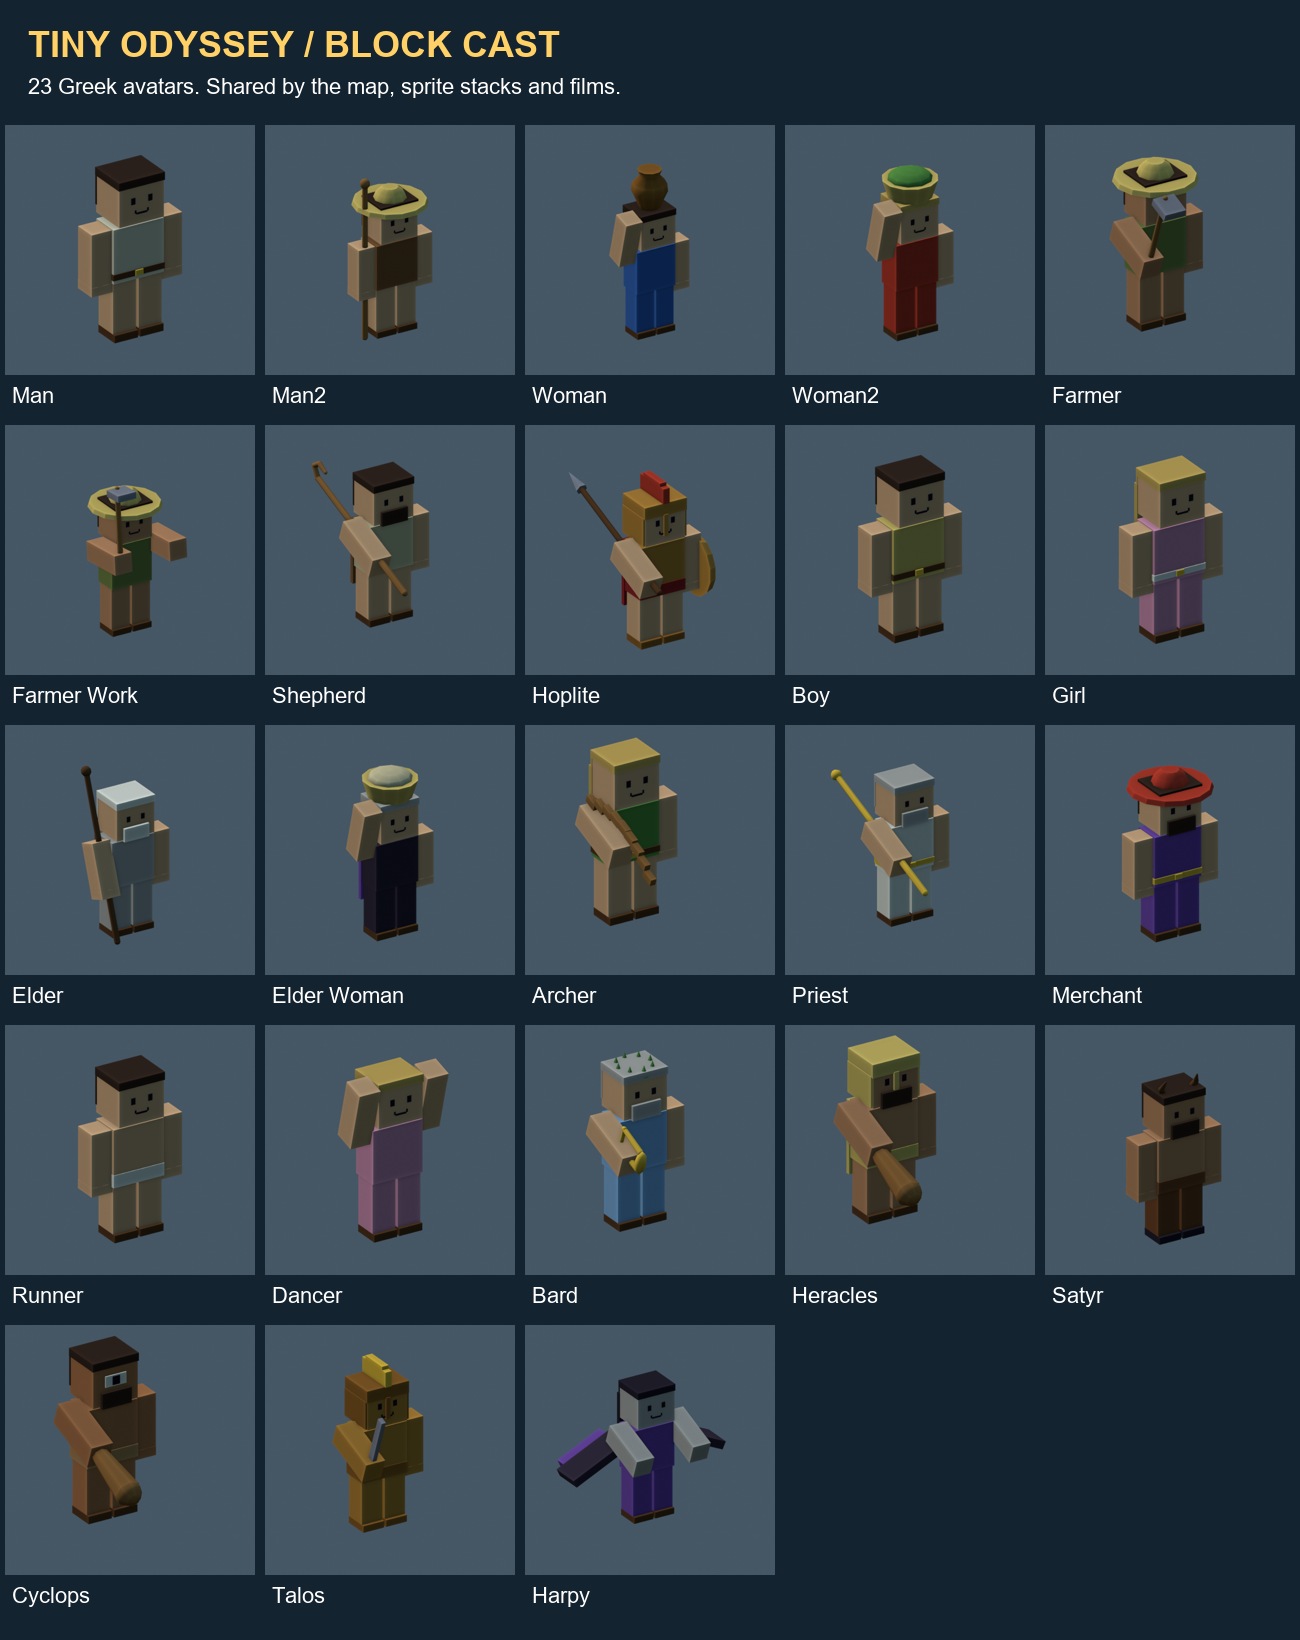 TINY ODYSSEY / BLOCK CAST
23 Greek avatars. Shared by the map, sprite stacks and films.
Man
Man2
Woman
Woman2
Farmer
Farmer Work
Shepherd
Hoplite
Boy
Girl
Elder
Elder Woman
Archer
Priest
Merchant
Runner
Dancer
Bard
Heracles
Satyr
Cyclops
Talos
Harpy